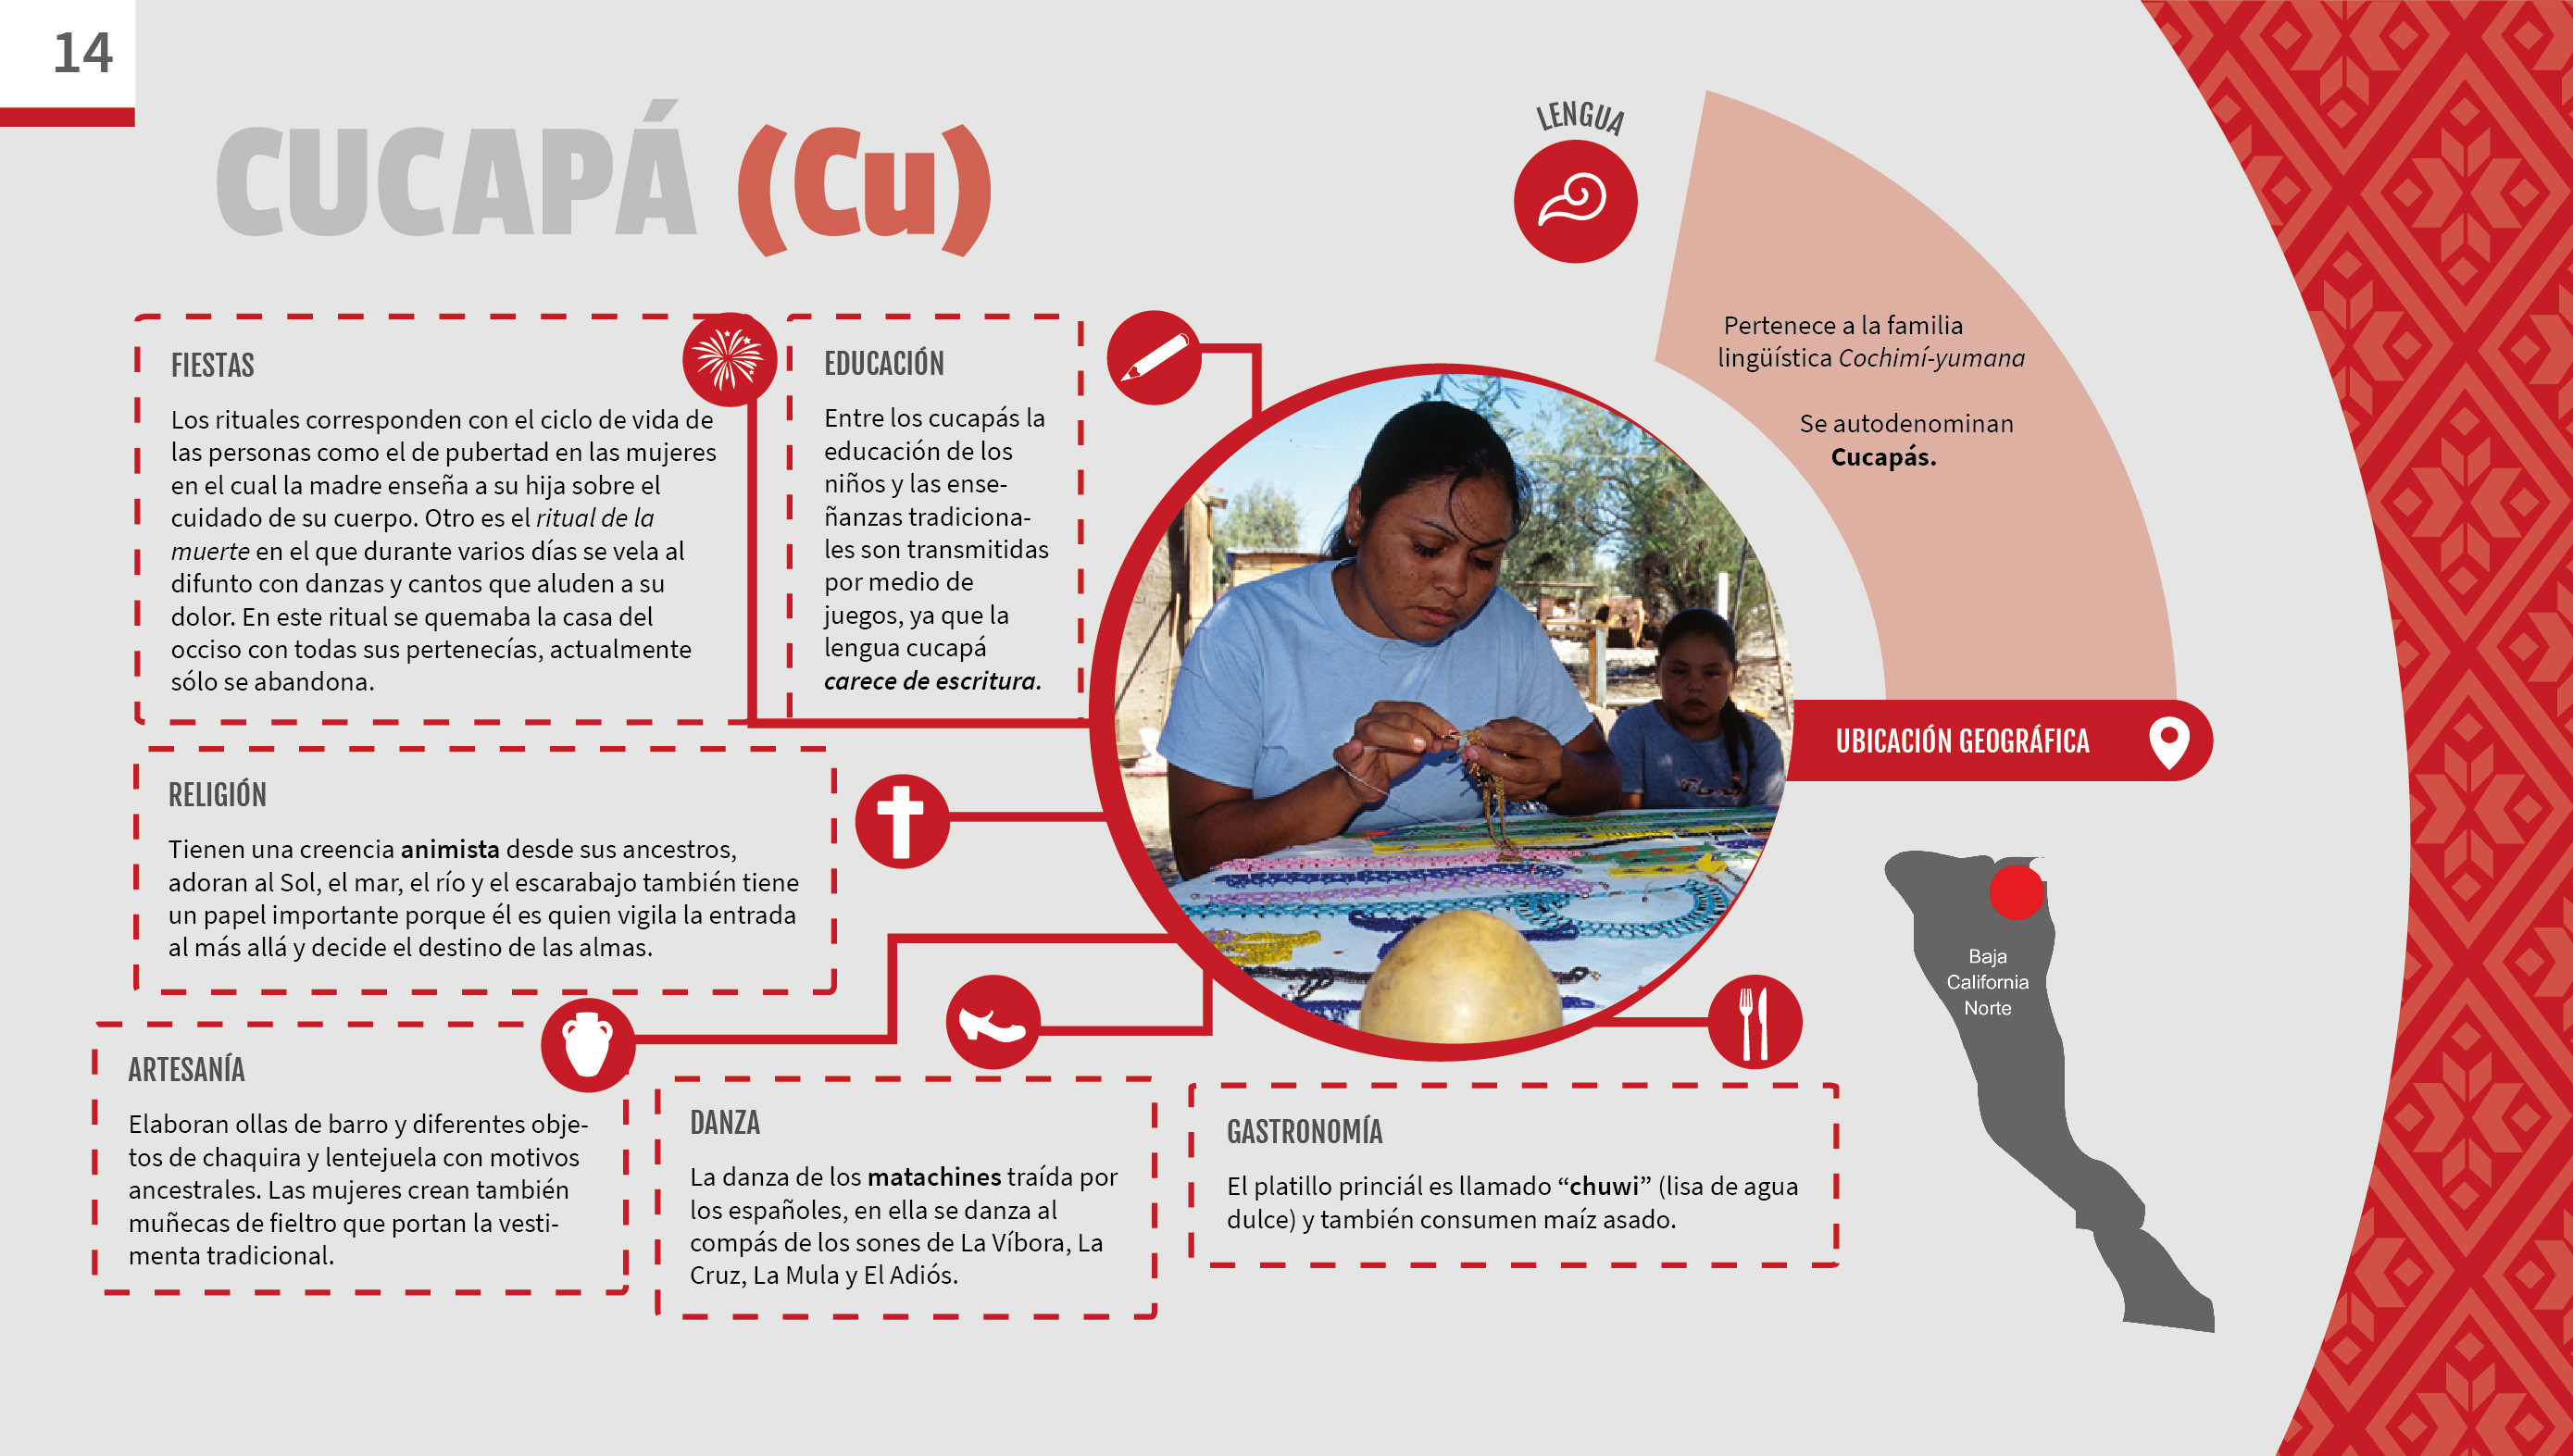 14
CUCAPÁ (Cu)
LENGUA
Pertenece a la familia
lingüística Cochimí-yumana
Se autodenominan
Cucapás.
FIESTAS
Los rituales corresponden con el ciclo de vida de
las personas como el de pubertad en las mujeres
en el cual la madre enseña a su hija sobre el
cuidado de su cuerpo. Otro es el ritual de la
muerte en el que durante varios días se vela al
difunto con danzas y cantos que aluden a su
dolor. En este ritual se quemaba la casa del
occiso con todas sus pertenecías, actualmente
sólo se abandona.
EDUCACIÓN
Entre los cucapás la
educación de los
niños y las ense-
ñanzas tradiciona-
les son transmitidas
por medio de
juegos, ya que la
lengua cucapá
carece de escritura.
UBICACIÓN GEOGRÁFICA
Baja
California
Norte
RELIGIÓN
Tienen una creencia animista desde sus ancestros,
adoran al Sol, el mar, el río y el escarabajo también tiene
un papel importante porque él es quien vigila la entrada
al más allá y decide el destino de las almas.
ARTESANÍA
Elaboran ollas de barro y diferentes obje-
tos de chaquira y lentejuela con motivos
ancestrales. Las mujeres crean también
muñecas de fieltro que portan la vesti-
menta tradicional.
DANZA
La danza de los matachines traída por
los españoles, en ella se danza al
compás de los sones de La Víbora, La
Cruz, La Mula y El Adiós.
GASTRONOMÍA
El platillo princiál es llamado “chuwi” (lisa de agua
dulce) y también consumen maíz asado.